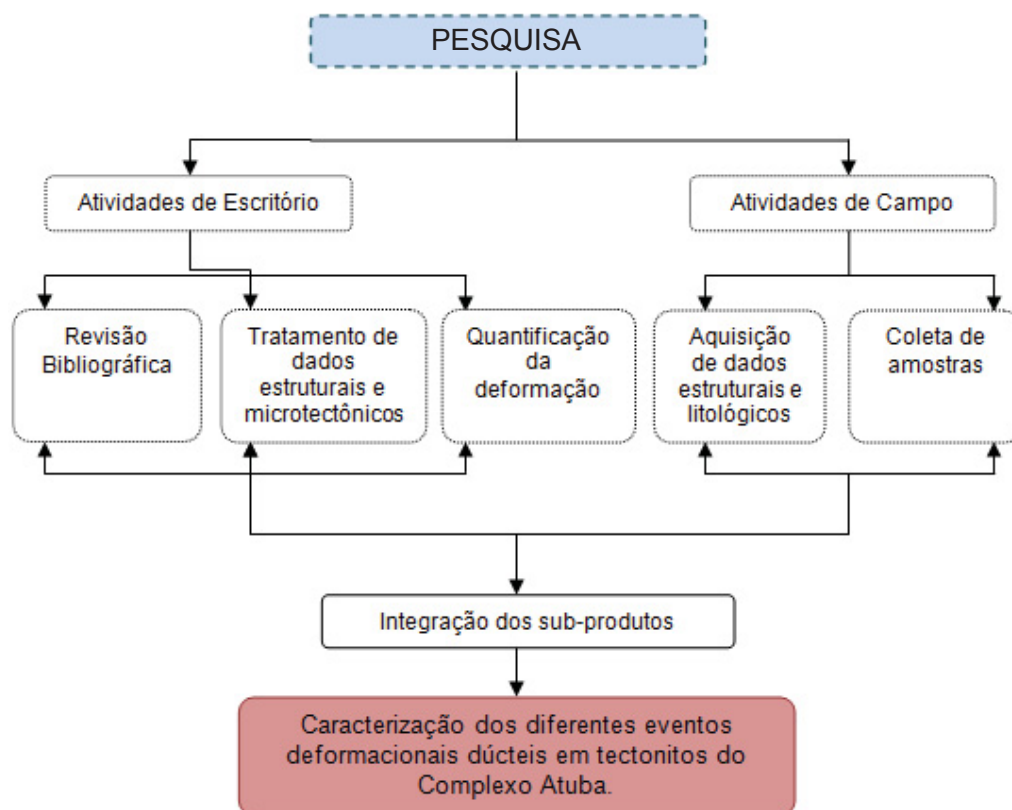 PESQUISA
Atividades de Escritório
Atividades de Campo
Revisão
Bibliográfica
Tratamento de
dados
estruturais e
microtectônicos
Quantificação
da
deformação
Aquisição
de dados
estruturais e
litológicos
Coleta de
amostras
Integração dos sub-produtos
Caracterização dos diferentes eventos
deformacionais dúcteis em tectonitos do
Complexo Atuba.